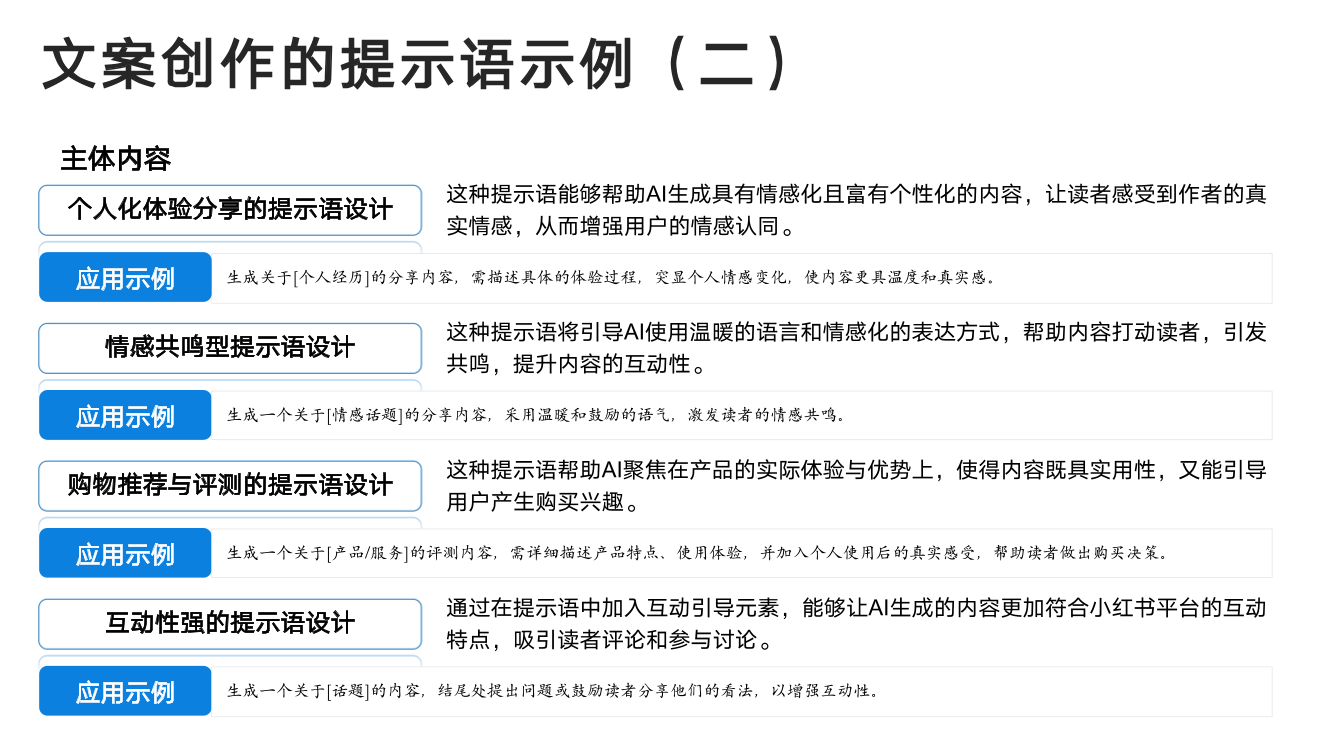 文案创作的提示语示例（二）
主体内容
个人化体验分享的提示语设计
这种提示语能够帮助AI生成具有情感化且富有个性化的内容，让读者感受到作者的真
实情感，从而增强用户的情感认同。
应用示例
生成关于[个人经历]的分享内容，需描述具体的体验过程，突显个人情感变化，使内容更具温度和真实感。
情感共鸣型提示语设计
这种提示语将引导AI使用温暖的语言和情感化的表达方式，帮助内容打动读者，引发
共鸣，提升内容的互动性。
应用示例
生成一个关于[情感话题]的分享内容，采用温暖和鼓励的语气，激发读者的情感共鸣。
购物推荐与评测的提示语设计
这种提示语帮助AI聚焦在产品的实际体验与优势上，使得内容既具实用性，又能引导
用户产生购买兴趣。
应用示例
生成一个关于[产品/服务]的评测内容，需详细描述产品特点、使用体验，并加入个人使用后的真实感受，帮助读者做出购买决策。
互动性强的提示语设计
通过在提示语中加入互动引导元素，能够让AI生成的内容更加符合小红书平台的互动
特点，吸引读者评论和参与讨论。
应用示例
生成一个关于[话题]的内容，结尾处提出问题或鼓励读者分享他们的看法，以增强互动性。